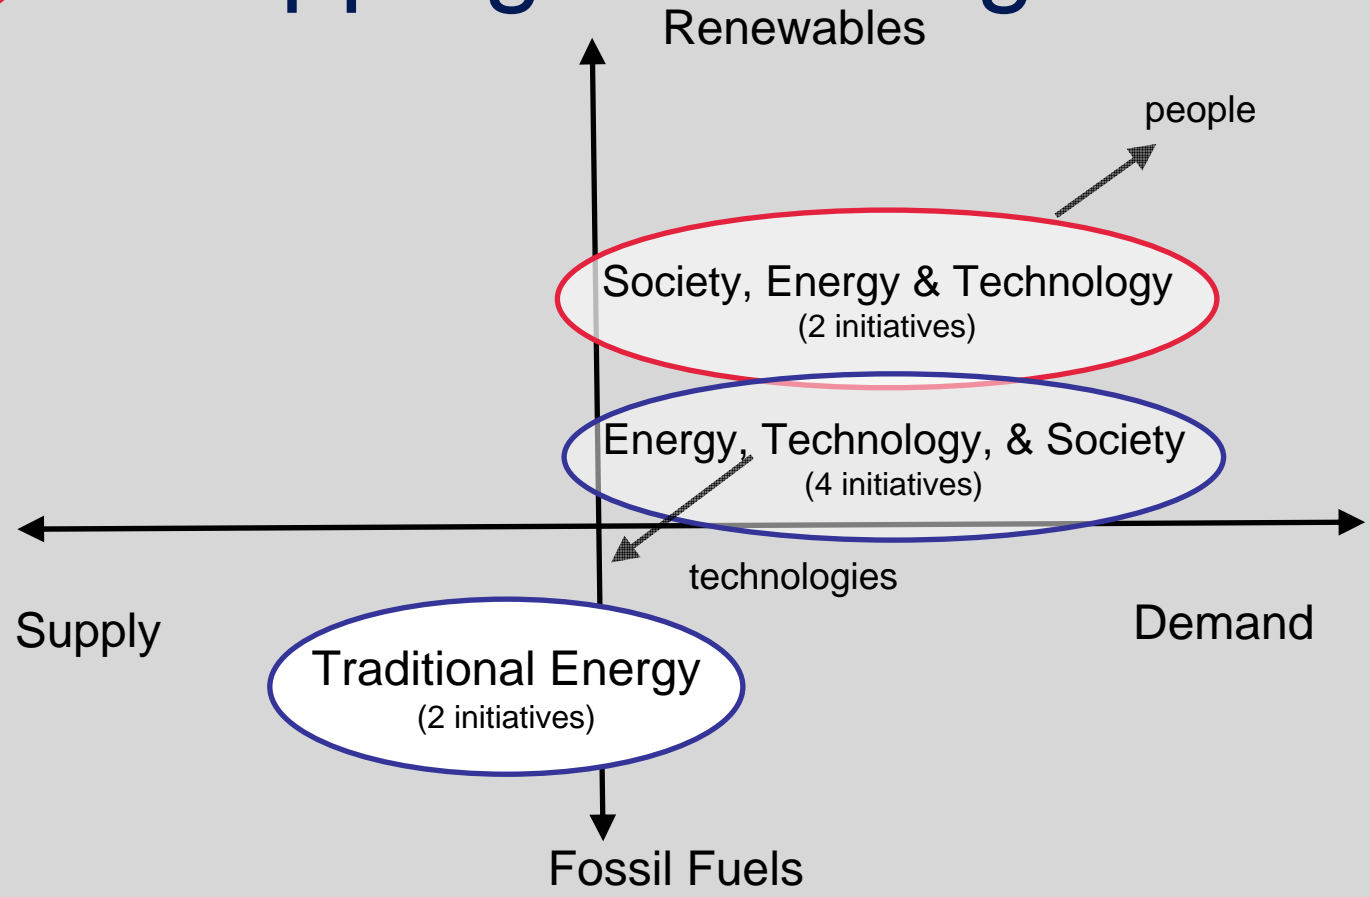 Renewables
people
Society, Energy & Technology
(2 initiatives)
Energy, Technology, & Society
(4 initiatives)
technologies
Supply
Demand
Traditional Energy
(2 initiatives)
Fossil Fuels